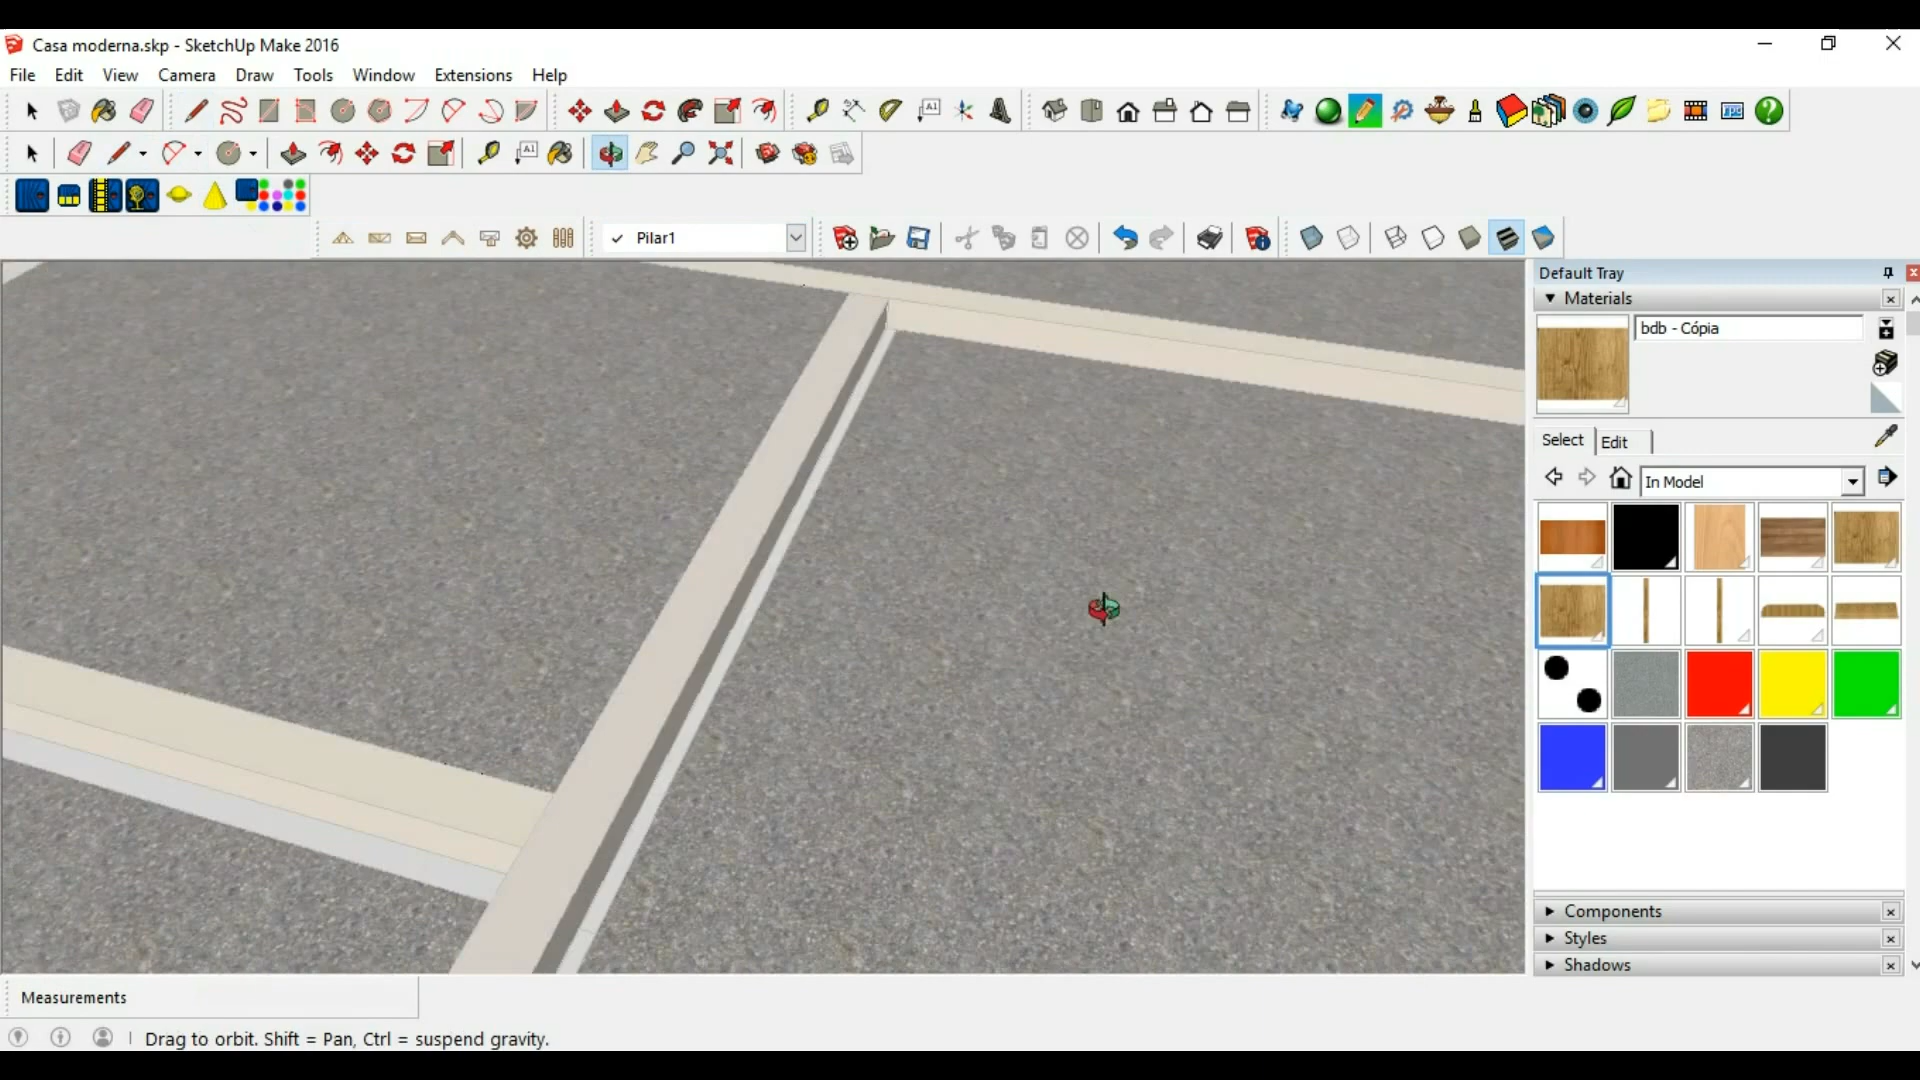 Casa moderna.skp - SketchUp Make 2016
File Edit View Camera Draw Tools Window Extensions Help
Pilar1
Default Tray
Materials
bdb - Cópia
Select Edit
In Model
Components
Styles
Shadows
Measurements
Drag to orbit. Shift = Pan, Ctrl = suspend gravity.